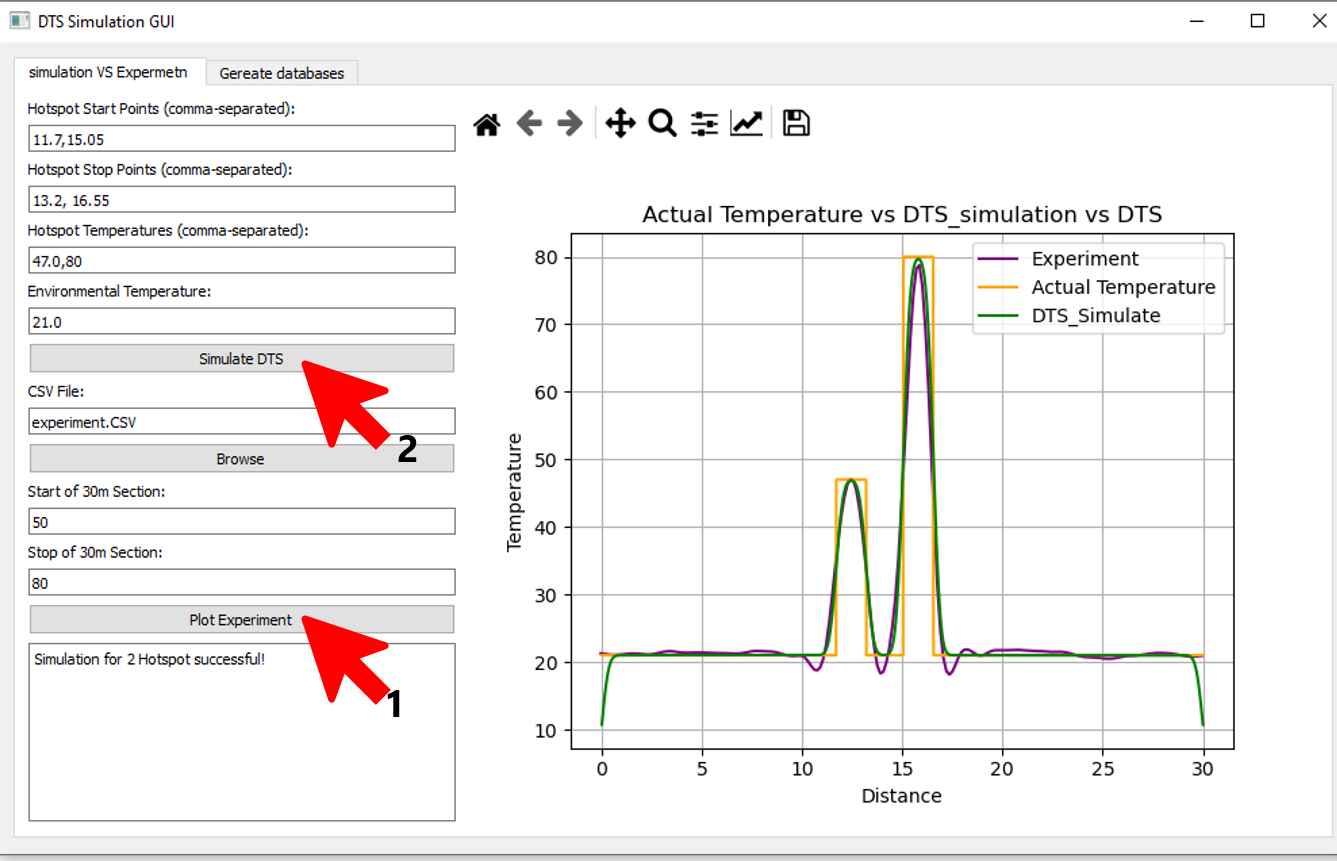 DTS Simulation GUI
simulation VS Expermetn
Gereate databases
Hotspot Start Points (comma-separated):
11.7,15.05
Hotspot Stop Points (comma-separated):
13.2, 16.55
Hotspot Temperatures (comma-separated):
47.0,80
Environmental Temperature:
21.0
Simulate DTS
CSV File:
experiment.CSV
2
Browse
Start of 30m Section:
50
Stop of 30m Section:
80
Plot Experiment
Simulation for 2 Hotspot successful!
1
Actual Temperature vs DTS_simulation vs DTS
Experiment
Actual Temperature
DTS_Simulate
Temperature
80
70
60
50
40
30
20
10
0 5 10 15 20 25 30
Distance